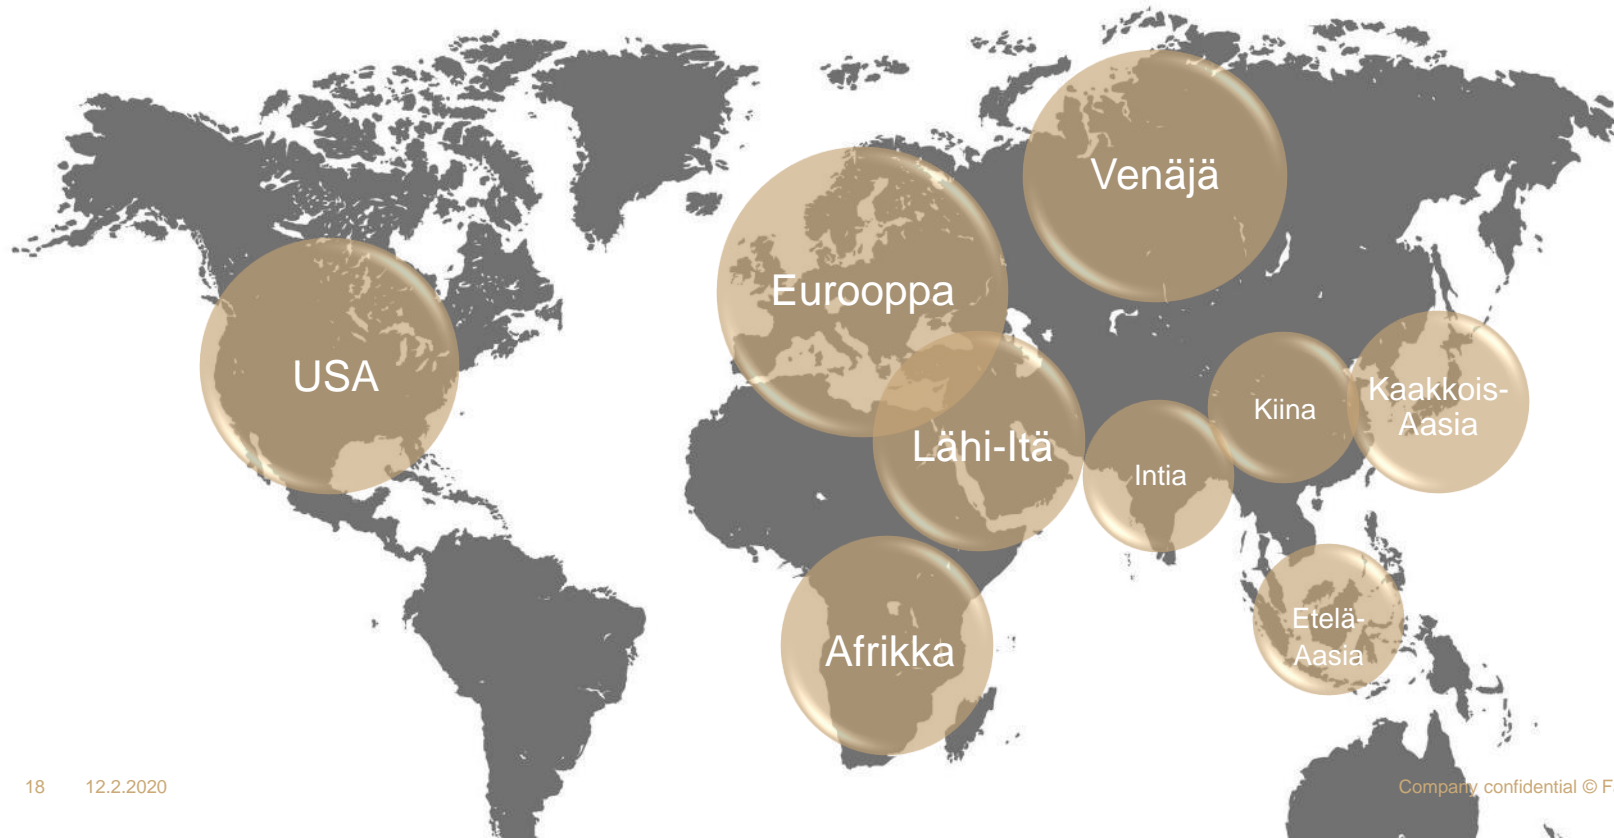 Venäjä
Eurooppa
USA
Lähi-Itä
Intia
Kiina
Kaakkois-
Aasia
Afrikka
Etelä-
Aasia
18 12.2.2020
Company confidential © F